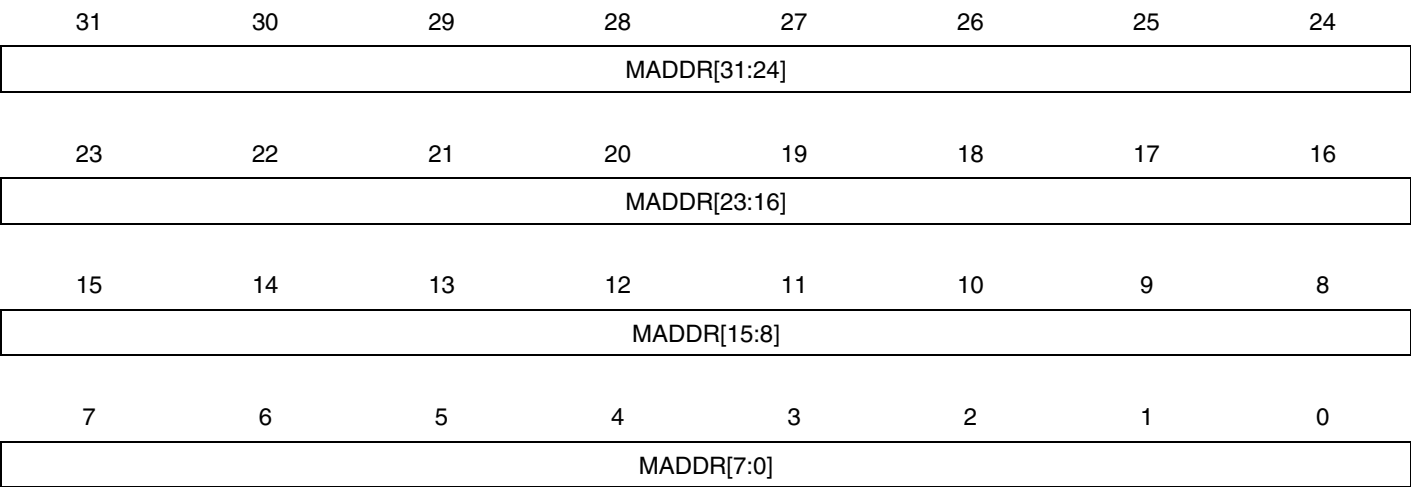 31 30 29 28 27 26 25 24
MADDR[31:24]
23 22 21 20 19 18 17 16
MADDR[23:16]
15 14 13 12 11 10 9 8
MADDR[15:8]
7 6 5 4 3 2 1 0
MADDR[7:0]